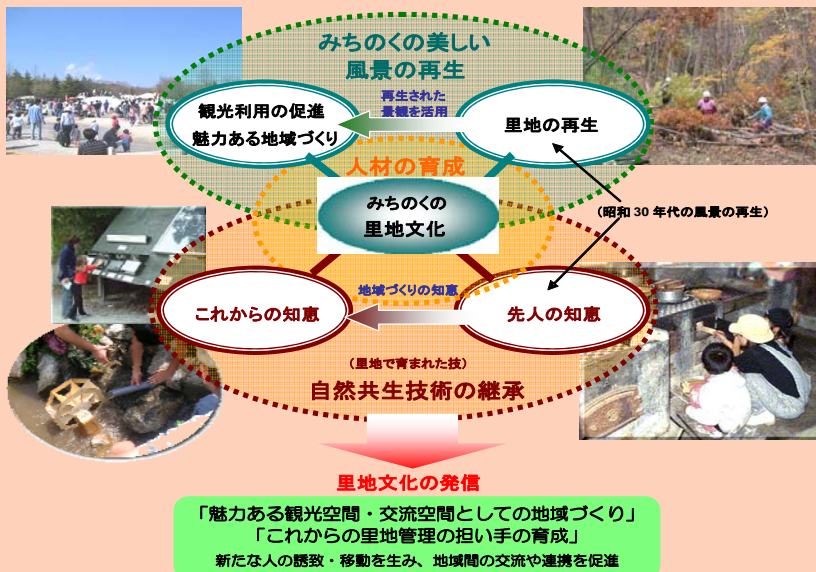 みちのくの美しい
風景の再生
観光利用の促進
魅力ある地域づくり
再生された
景観を活用
里地の再生
人材の育成
みちのくの
里地文化
（昭和30年代の風景の再生）
これからの知恵
地域づくりの知恵
先人の知恵
（里地で育まれた技）
自然共生技術の継承
里地文化の発信
「魅力ある観光空間・交流空間としての地域づくり」
「これからの里地管理の担い手の育成」
新たな人の誘致・移動を生み、地域間の交流や連携を促進